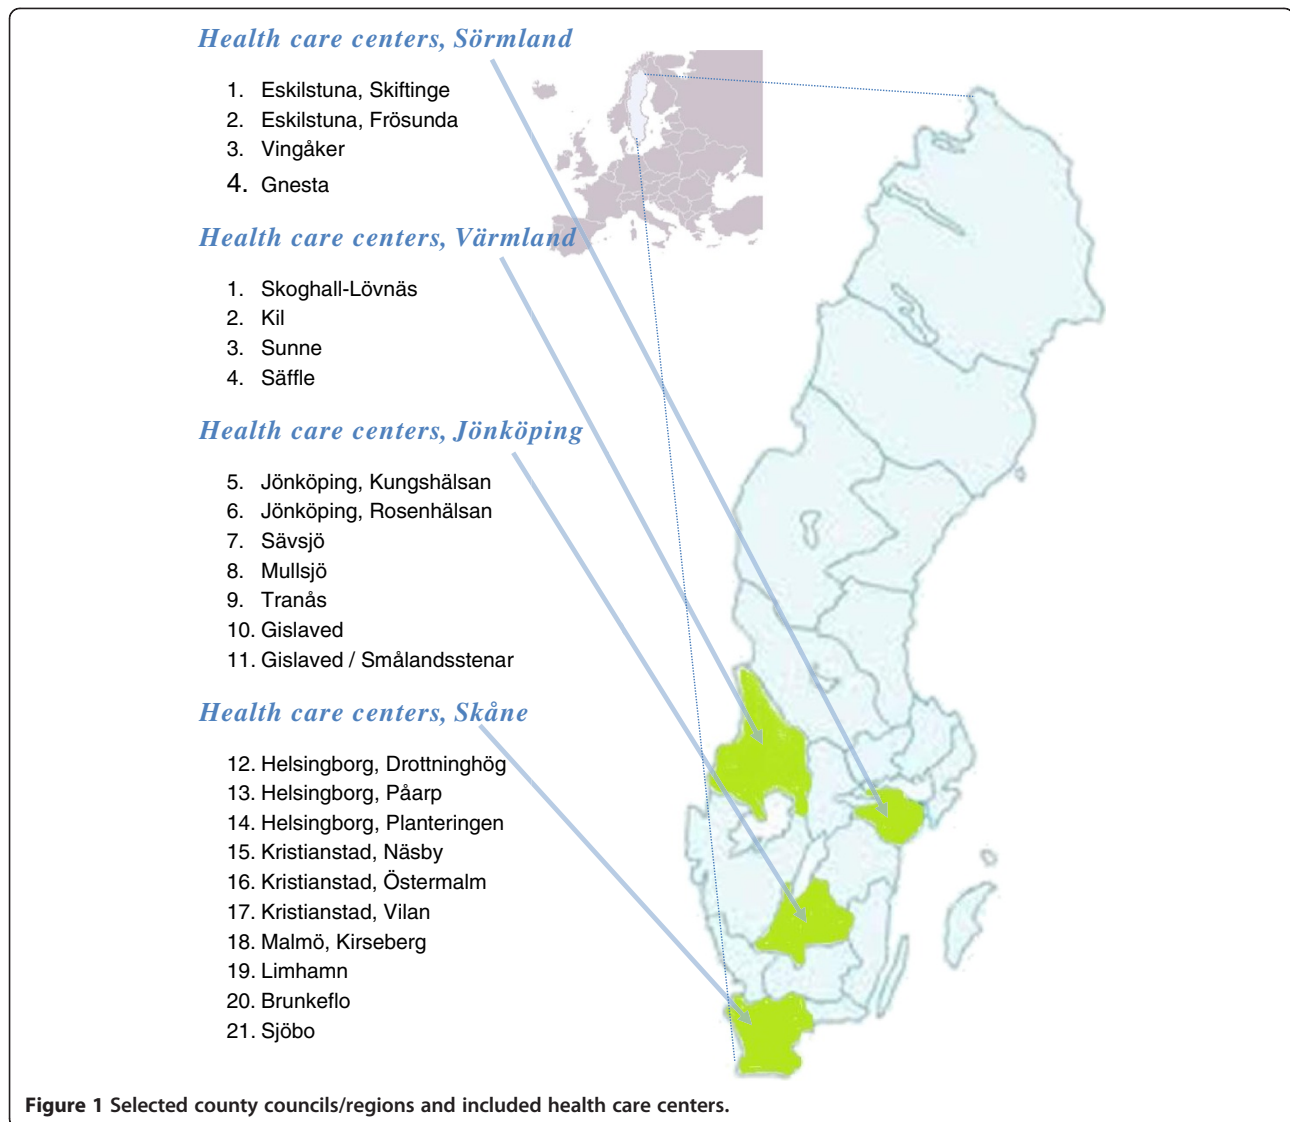 Health care centers, Sörmland
1. Eskilstuna, Skiftinge
2. Eskilstuna, Frösunda
3. Vingåker
4. Gnesta
Health care centers, Värmland
1. Skoghall-Lövnäs
2. Kil
3. Sunne
4. Säffle
Health care centers, Jönköping
5. Jönköping, Kungshälsan
6. Jönköping, Rosenhälsan
7. Sävsjö
8. Mullsjö
9. Tranås
10. Gislaved
11. Gislaved / Smålandsstenar
Health care centers, Skåne
12. Helsingborg, Drottninghög
13. Helsingborg, Påarp
14. Helsingborg, Planteringen
15. Kristianstad, Näsby
16. Kristianstad, Östermalm
17. Kristianstad, Vilan
18. Malmö, Kirseberg
19. Limhamn
20. Brunkeflo
21. Sjöbo
Figure 1 Selected county councils/regions and included health care centers.